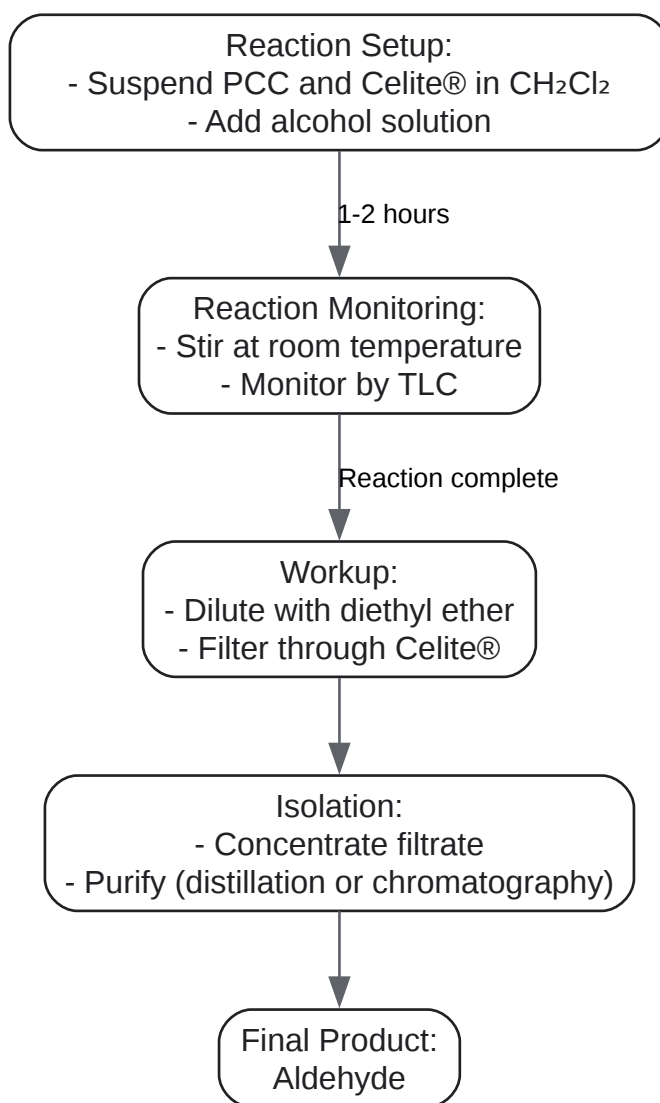 Reaction Setup:
- Suspend PCC and Celite® in CH₂Cl₂
- Add alcohol solution
1-2 hours
Reaction Monitoring:
- Stir at room temperature
- Monitor by TLC
Reaction complete
Workup:
- Dilute with diethyl ether
- Filter through Celite®
Isolation:
- Concentrate filtrate
- Purify (distillation or chromatography)
Final Product:
Aldehyde